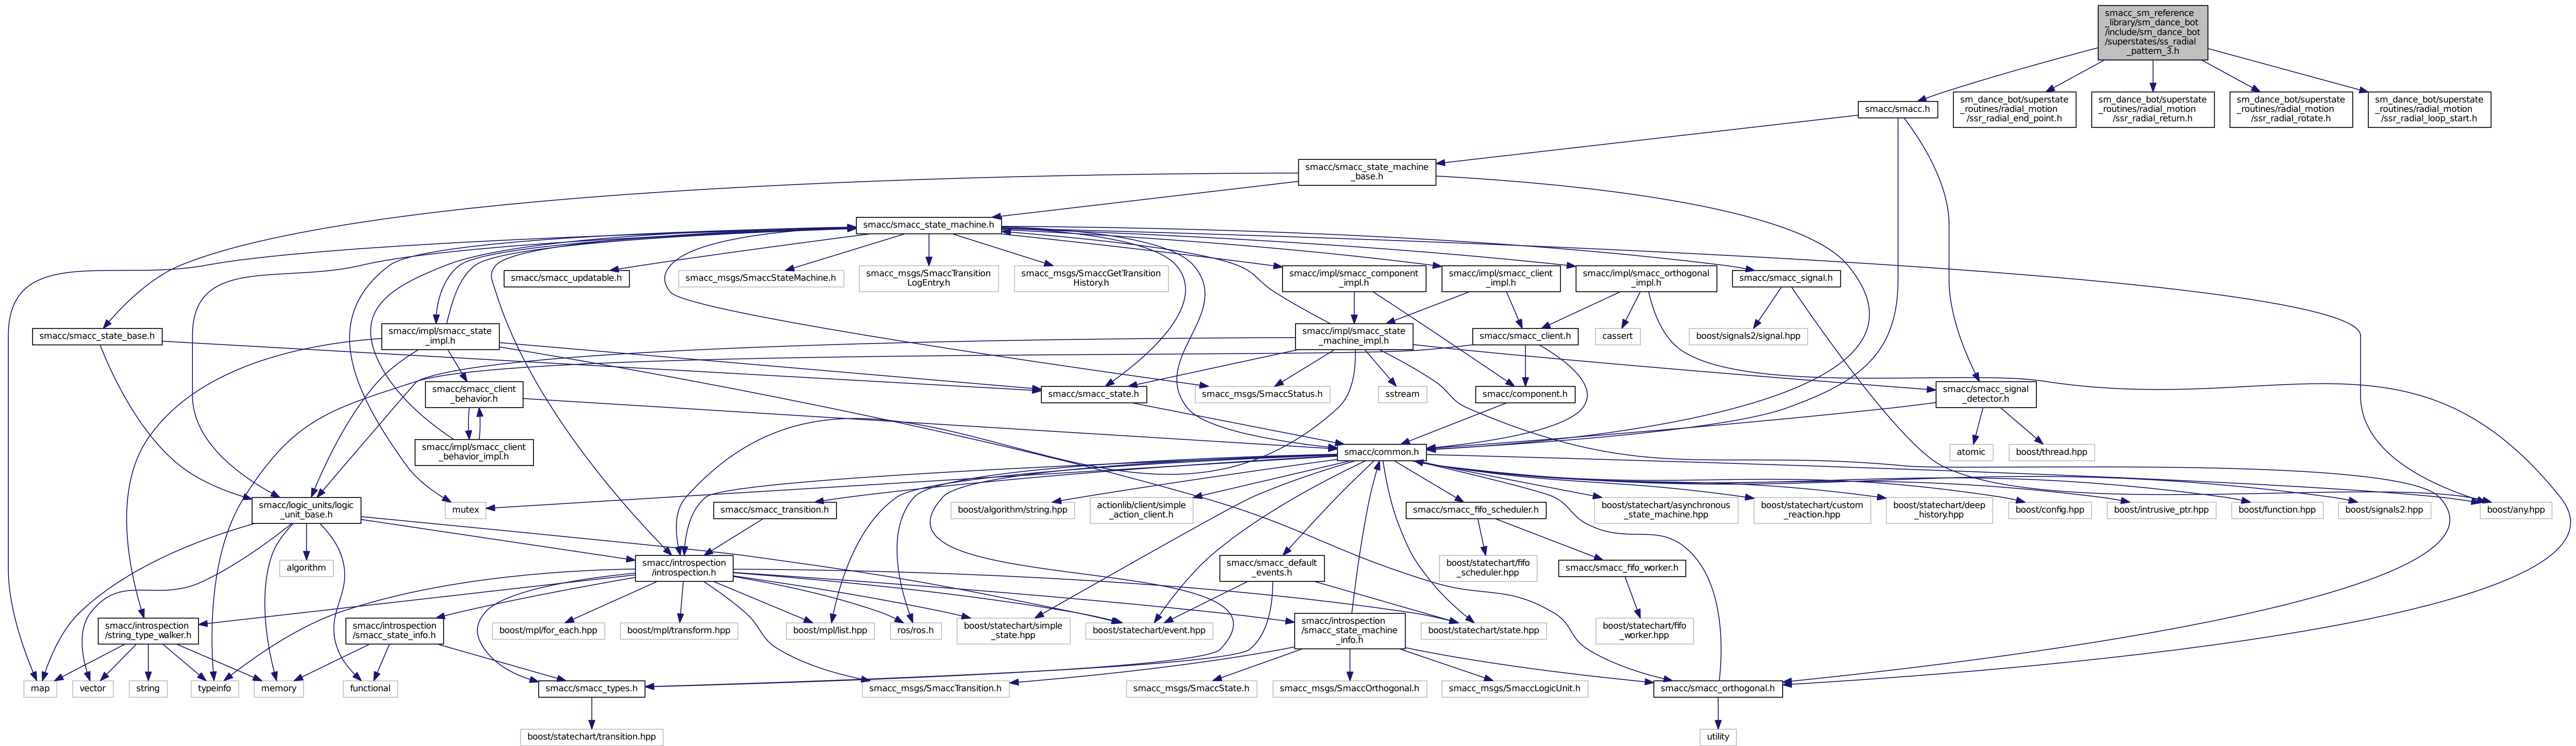 smacc_sm_reference
_library/sm_dance_bot
/include/sm_dance_bot
/superstates/ss_radial
_pattern_3.h
smacc/smacc.h
sm_dance_bot/superstate
_routines/radial_motion
/ssr_radial_end_point.h
sm_dance_bot/superstate
_routines/radial_motion
/ssr_radial_return.h
sm_dance_bot/superstate
_routines/radial_motion
/ssr_radial_rotate.h
sm_dance_bot/superstate
_routines/radial_motion
/ssr_radial_loop_start.h
smacc/smacc_state_machine
_base.h
smacc/smacc_state_machine.h
smacc/smacc_updatable.h
smacc_msgs/SmaccStateMachine.h
smacc_msgs/SmaccTransition
LogEntry.h
smacc_msgs/SmaccGetTransition
History.h
smacc/impl/smacc_component
_impl.h
smacc/impl/smacc_client
_impl.h
smacc/impl/smacc_orthogonal
_impl.h
smacc/smacc_signal.h
smacc/smacc_state_base.h
smacc/impl/smacc_state
_impl.h
smacc/impl/smacc_state
_machine_impl.h
smacc/smacc_client.h
cassert
boost/signals2/signal.hpp
smacc/smacc_client
_behavior.h
smacc/smacc_state.h
smacc_msgs/SmaccStatus.h
sstream
smacc/component.h
smacc/smacc_signal
_detector.h
smacc/impl/smacc_client
_behavior_impl.h
smacc/common.h
atomic
boost/thread.hpp
smacc/logic_units/logic
_unit_base.h
mutex
smacc/smacc_transition.h
boost/algorithm/string.hpp
actionlib/client/simple
_action_client.h
smacc/smacc_fifo_scheduler.h
boost/statechart/asynchronous
_state_machine.hpp
boost/statechart/custom
_reaction.hpp
boost/statechart/deep
_history.hpp
boost/config.hpp
boost/intrusive_ptr.hpp
boost/function.hpp
boost/signals2.hpp
boost/any.hpp
algorithm
smacc/introspection
/introspection.h
smacc/smacc_default
_events.h
boost/statechart/fifo
_scheduler.hpp
smacc/smacc_fifo_worker.h
smacc/introspection
/string_type_walker.h
smacc/introspection
/smacc_state_info.h
boost/mpl/for_each.hpp
boost/mpl/transform.hpp
boost/mpl/list.hpp
ros/ros.h
boost/statechart/simple
_state.hpp
boost/statechart/event.hpp
smacc/introspection
/smacc_state_machine
_info.h
boost/statechart/state.hpp
boost/statechart/fifo
_worker.hpp
map
vector
string
typeinfo
memory
functional
smacc/smacc_types.h
smacc_msgs/SmaccTransition.h
smacc_msgs/SmaccState.h
smacc_msgs/SmaccOrthogonal.h
smacc_msgs/SmaccLogicUnit.h
smacc/smacc_orthogonal.h
boost/statechart/transition.hpp
utility